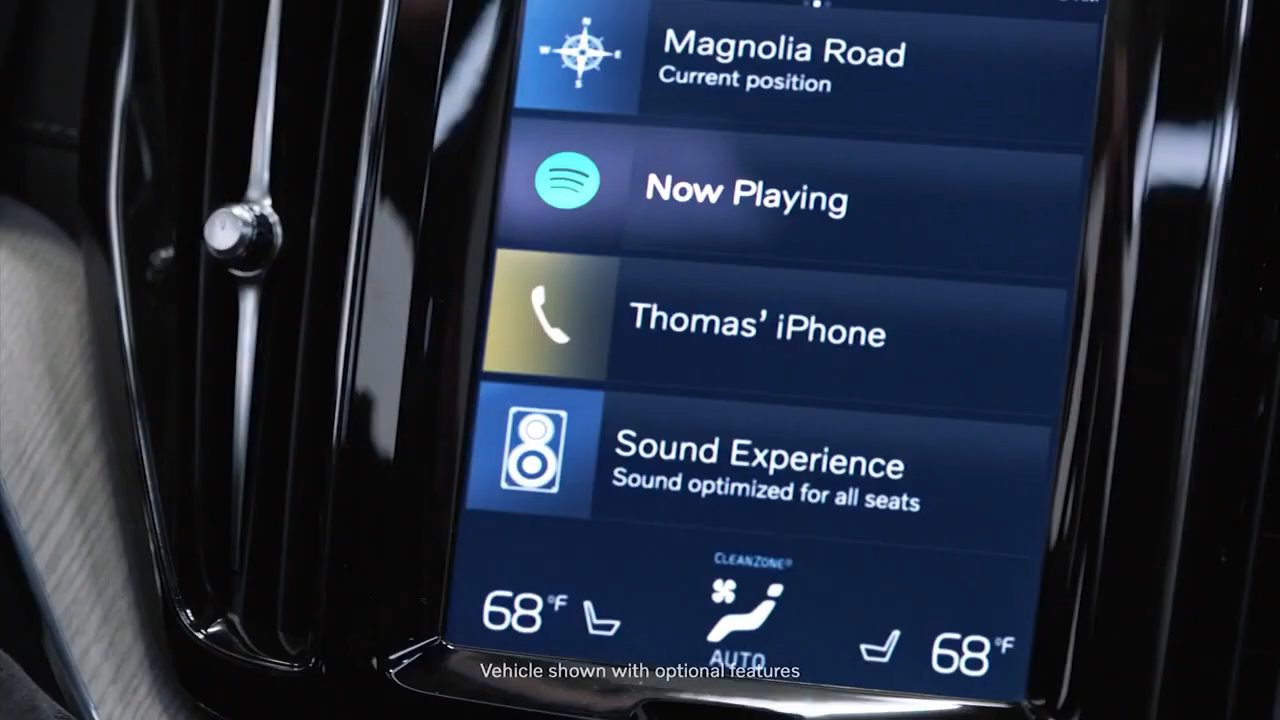 N
W E
S
Magnolia Road
Current position
Now Playing
Thomas’ iPhone
Sound Experience
Sound optimized for all seats
CLEANZONE®
68°F
68°F
AUTO
Vehicle shown with optional features